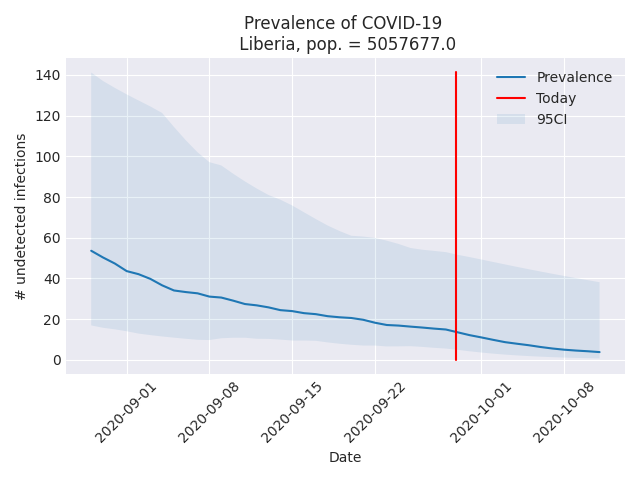 Prevalence of COVID-19
Liberia, pop. = 5057677.0
Prevalence
Today
95CI
# undetected infections
140
120
100
80
60
40
20
0
2020-09-01
2020-09-08
2020-09-15
2020-09-22
2020-10-01
2020-10-08
Date